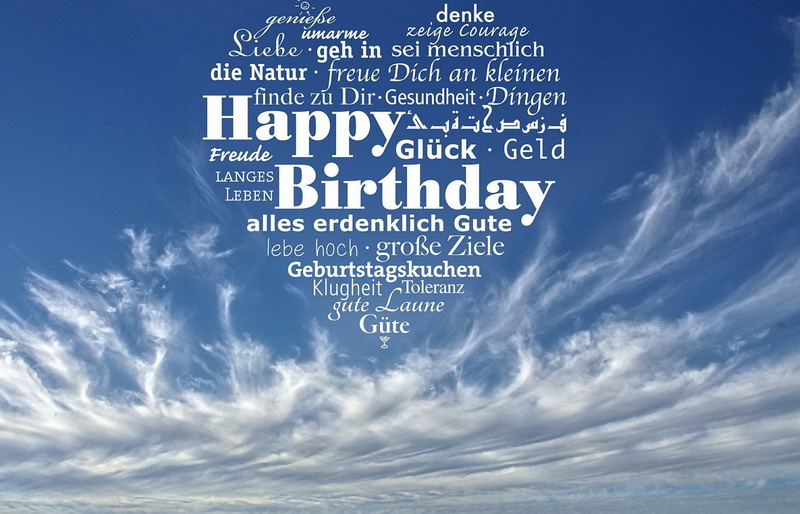 genieße denke
umarme zeige Courage
Liebe · geh in sei menschlich
die Natur · freue Dich an kleinen
finde zu Dir · Gesundheit · Dingen
Happy
Freude Glück · Geld
LANGES LEBEN Birthday
alles erdenklich Gute
lebe hoch · große Ziele
Geburtstagskuchen
Klugheit Toleranz
gute Laune
Güte